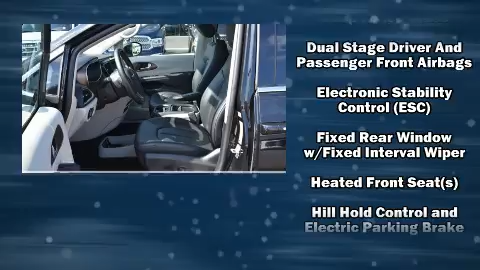 Dual Stage Driver And
Passenger Front Airbags
Electronic Stability
Control (ESC)
Fixed Rear Window
w/Fixed Interval Wiper
Heated Front Seat(s)
Hill Hold Control and
Electric Parking Brake